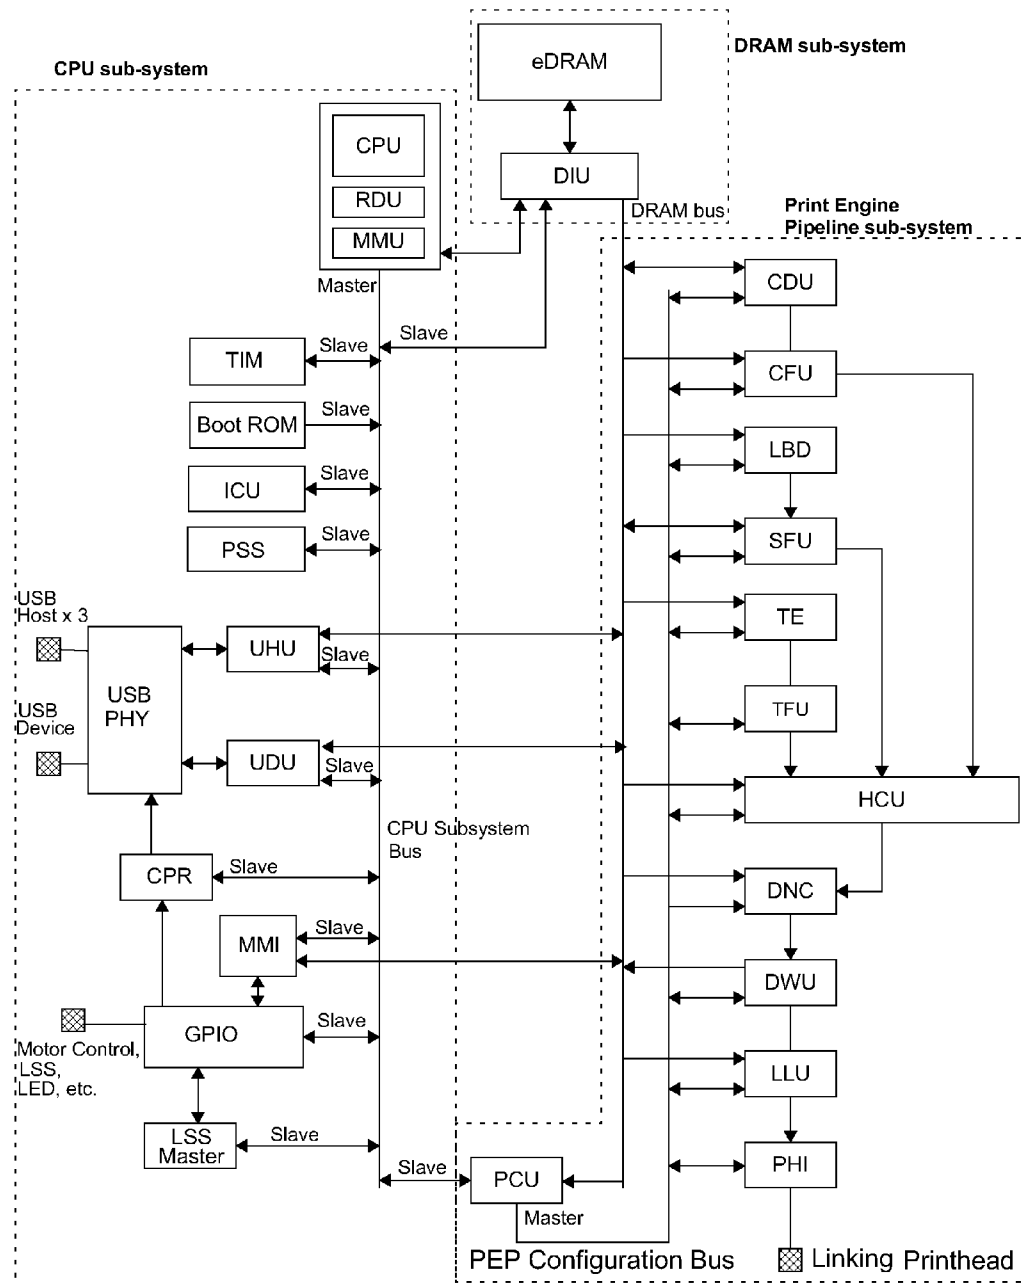 DRAM sub-system
eDRAM
CPU sub-system
CPU
DIU
RDU
DRAM bus
Print Engine
Pipeline sub-system
MMU
Master
CDU
Slave
TIM
Slave
CFU
Boot ROM
Slave
LBD
ICU
Slave
PSS
Slave
SFU
USB
Host x 3
TE
UHU
Slave
USB
PHY
USB
Device
TFU
UDU
Slave
HCU
CPU Subsystem
Bus
CPR
Slave
DNC
MMI
Slave
DWU
GPIO
Slave
Motor Control,
LSS,
LED, etc.
LLU
LSS
Master
Slave
Slave
PCU
PHI
Master
PEP Configuration Bus
Linking Printhead